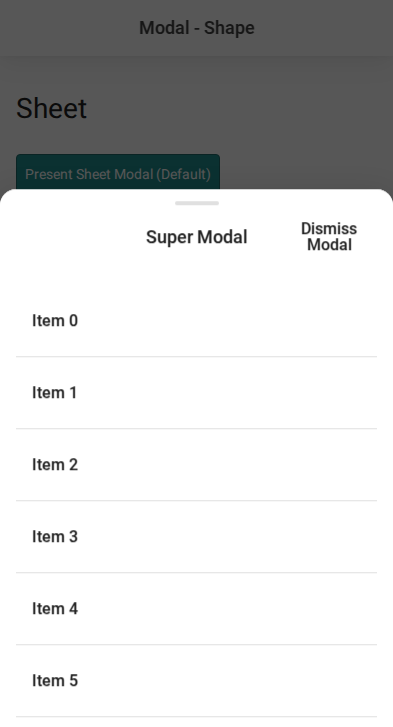 Modal - Shape
Sheet
Present Sheet Modal (Default)
Super Modal
Dismiss
Modal
Item 0
Item 1
Item 2
Item 3
Item 4
Item 5